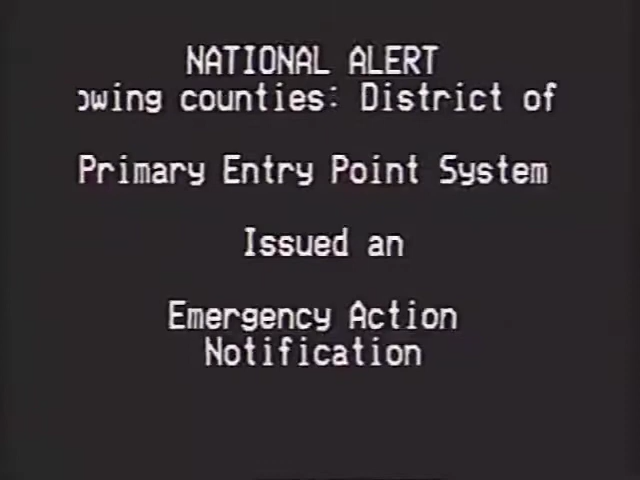 NATIONAL ALERT
owing counties: District of
Primary Entry Point System
Issued an
Emergency Action
Notification